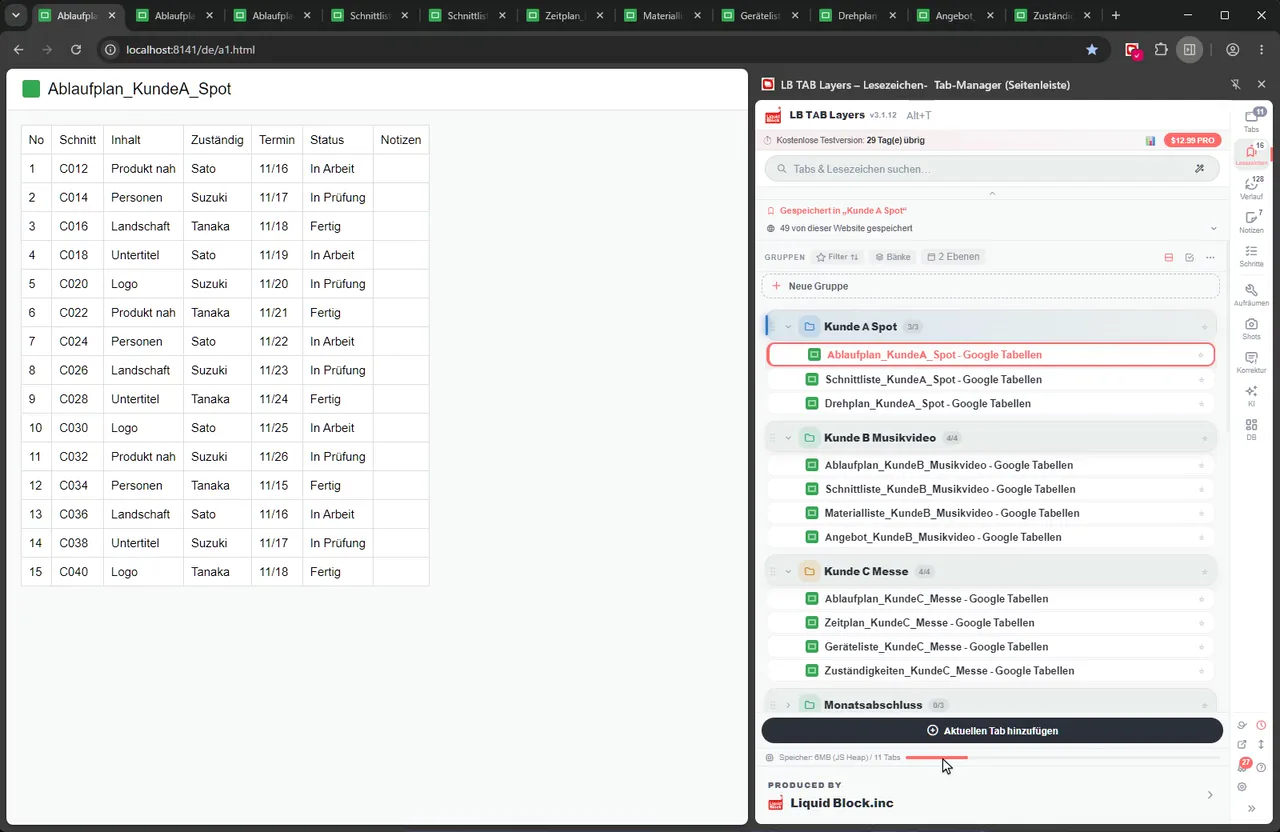 Ablaufpl
Ablaufpl
Ablaufpl
Schnittlis
Schnittlis
Zeitplan_
Materialli
Gerätelist
Drehplan
Angebot_
Zuständi
localhost:8141/de/a1.html
Ablaufplan_KundeA_Spot
No Schnitt Inhalt Zuständig Termin Status Notizen
1 C012 Produkt nah Sato 11/16 In Arbeit
2 C014 Personen Suzuki 11/17 In Prüfung
3 C016 Landschaft Tanaka 11/18 Fertig
4 C018 Untertitel Sato 11/19 In Arbeit
5 C020 Logo Suzuki 11/20 In Prüfung
6 C022 Produkt nah Tanaka 11/21 Fertig
7 C024 Personen Sato 11/22 In Arbeit
8 C026 Landschaft Suzuki 11/23 In Prüfung
9 C028 Untertitel Tanaka 11/24 Fertig
10 C030 Logo Sato 11/25 In Arbeit
11 C032 Produkt nah Suzuki 11/26 In Prüfung
12 C034 Personen Tanaka 11/15 Fertig
13 C036 Landschaft Sato 11/16 In Arbeit
14 C038 Untertitel Suzuki 11/17 In Prüfung
15 C040 Logo Tanaka 11/18 Fertig
LB TAB Layers – Lesezeichen- Tab-Manager (Seitenleiste)
LB TAB Layers v3.1.12 Alt+T
Kostenlose Testversion: 29 Tag(e) übrig
$12.99 PRO
Tabs & Lesezeichen suchen…
Gespeichert in „Kunde A Spot“
49 von dieser Website gespeichert
GRUPPEN Filter Bänke 2 Ebenen
+ Neue Gruppe
Kunde A Spot 3/3
Ablaufplan_KundeA_Spot - Google Tabellen
Schnittliste_KundeA_Spot - Google Tabellen
Drehplan_KundeA_Spot - Google Tabellen
Kunde B Musikvideo 4/4
Ablaufplan_KundeB_Musikvideo - Google Tabellen
Schnittliste_KundeB_Musikvideo - Google Tabellen
Materialliste_KundeB_Musikvideo - Google Tabellen
Angebot_KundeB_Musikvideo - Google Tabellen
Kunde C Messe 4/4
Ablaufplan_KundeC_Messe - Google Tabellen
Zeitplan_KundeC_Messe - Google Tabellen
Geräteliste_KundeC_Messe - Google Tabellen
Zuständigkeiten_KundeC_Messe - Google Tabellen
Monatsabschluss 0/3
Aktuellen Tab hinzufügen
Speicher: 6MB (JS Heap) / 11 Tabs
PRODUCED BY
Liquid Block.inc
11
Tabs
16
Lesezeichen
128
Verlauf
7
Notizen
Schritte
Aufräumen
Shots
Korrektur
KI
DB
27